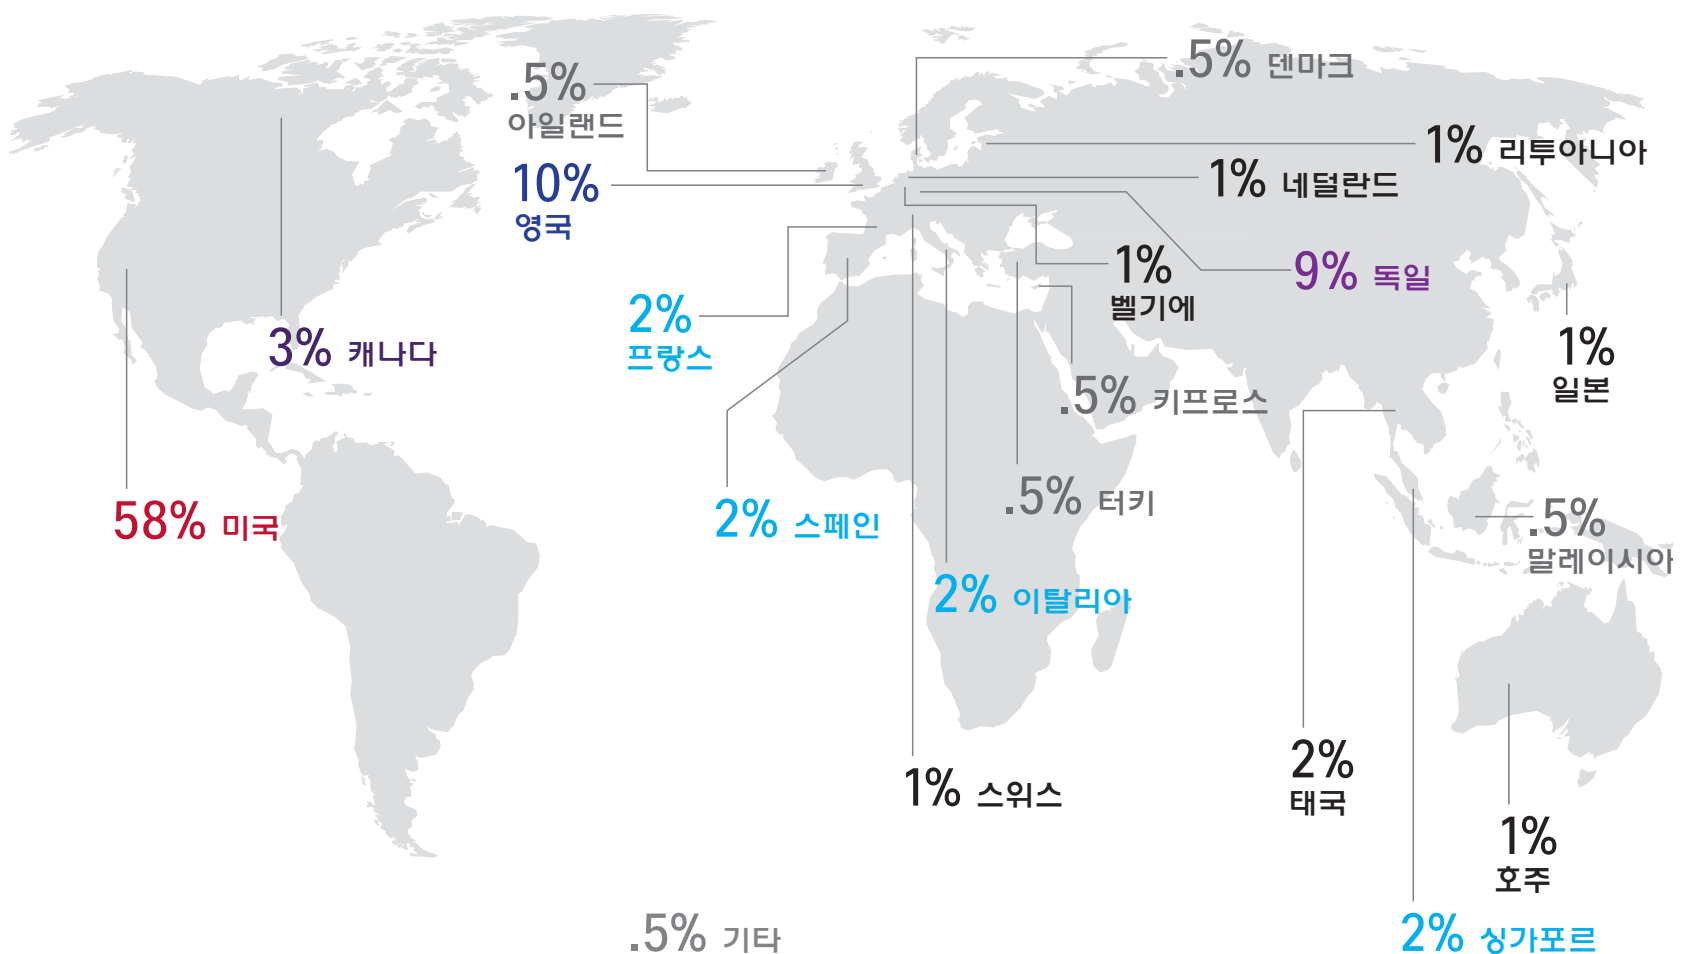 .5% 덴마크
.5%
아일랜드
1% 리투아니아
1% 네덜란드
10%
영국
1%
벨기에
9% 독일
2%
프랑스
3% 캐나다
1%
일본
.5% 키프로스
.5% 터키
58% 미국
2% 스페인
.5%
말레이시아
2% 이탈리아
1% 스위스
2%
태국
1%
호주
.5% 기타
2% 싱가포르